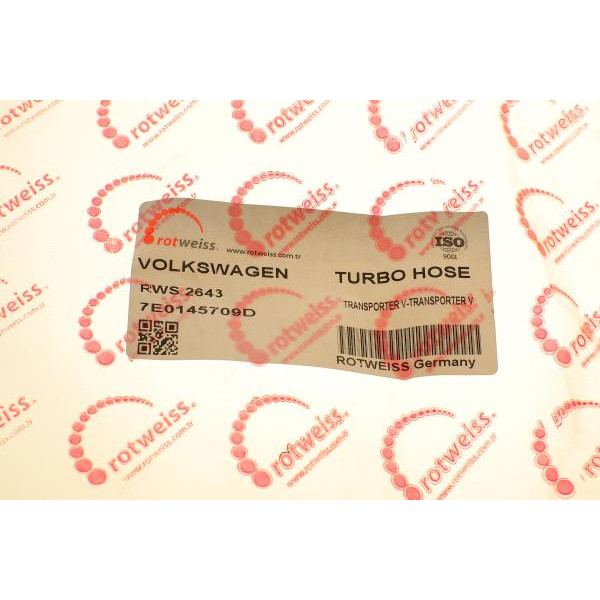 rotweiss.
www.rotweiss.com.tr
VOLKSWAGEN
RWS 2643
7E0145709D
ISO
9001
TURBO HOSE
TRANSPORTER V-TRANSPORTER V
ROTWEISS Germany